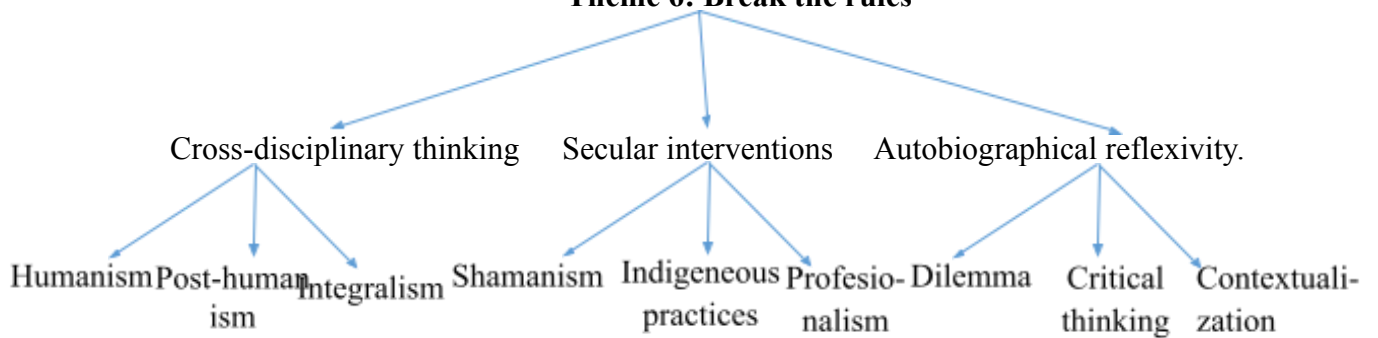 Theme 6: Break the rules
Cross-disciplinary thinking Secular interventions Autobiographical reflexivity.
Humanism Post-human Integralism Shamanism Indigeneous Profesio- Dilemma Critical Contextuali-
ism practices nalism thinking zation